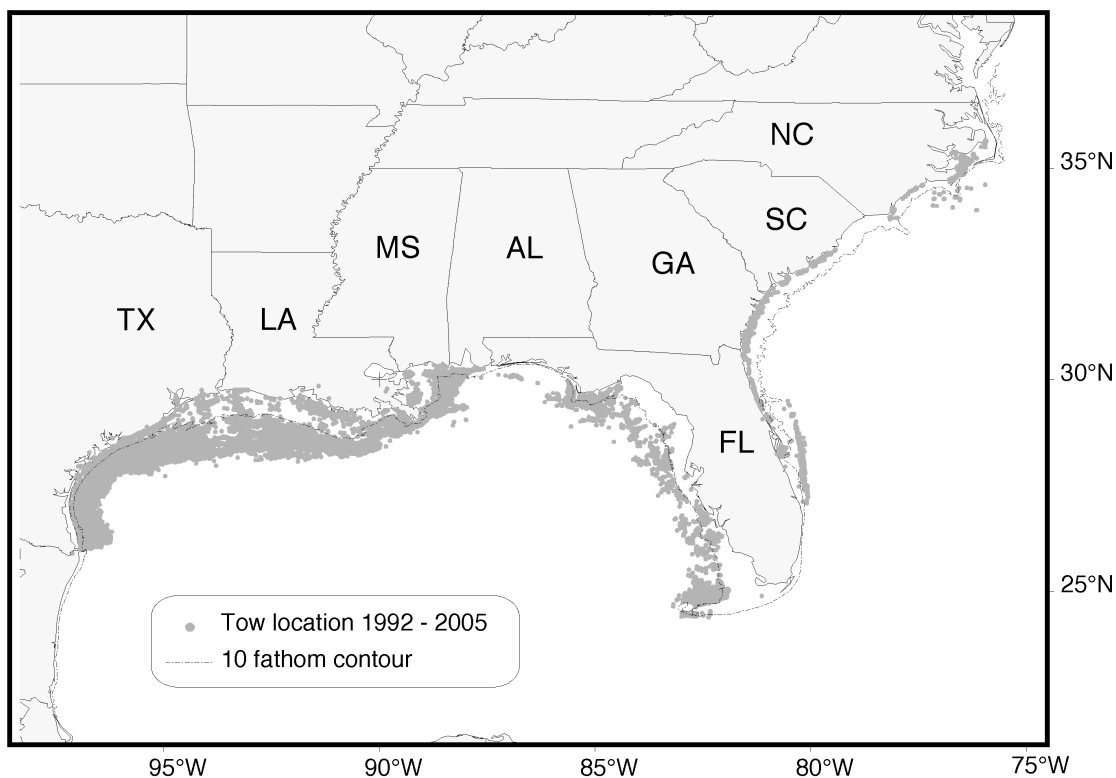 NC
35°N
SC
MS
AL
GA
TX
LA
30°N
FL
25°N
Tow location 1992 - 2005
10 fathom contour
95°W
90°W
85°W
80°W
75°W